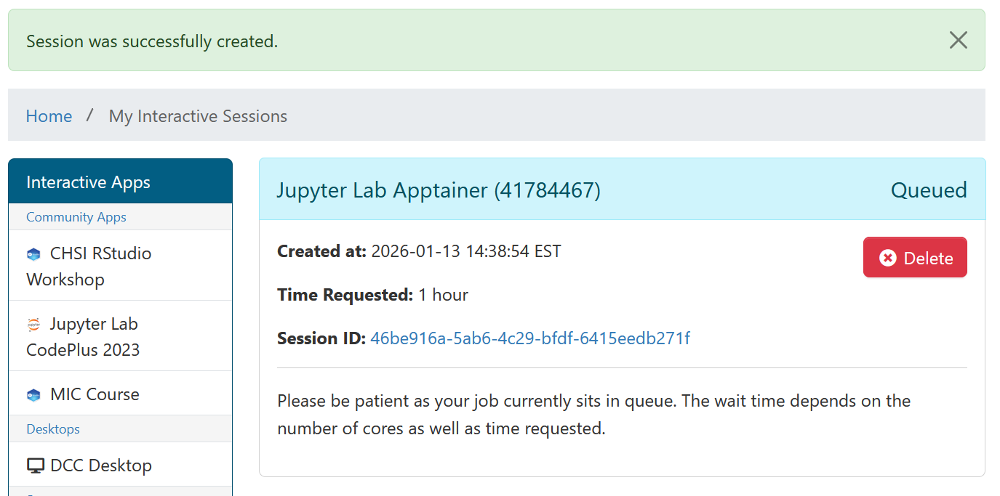 Session was successfully created.
Home / My Interactive Sessions
Interactive Apps
Community Apps
CHSI RStudio
Workshop
Jupyter Lab
CodePlus 2023
MIC Course
Desktops
DCC Desktop
Jupyter Lab Apptainer (41784467)
Queued
Created at: 2026-01-13 14:38:54 EST
Delete
Time Requested: 1 hour
Session ID: 46be916a-5ab6-4c29-bfdf-6415eedb271f
Please be patient as your job currently sits in queue. The wait time depends on the
number of cores as well as time requested.